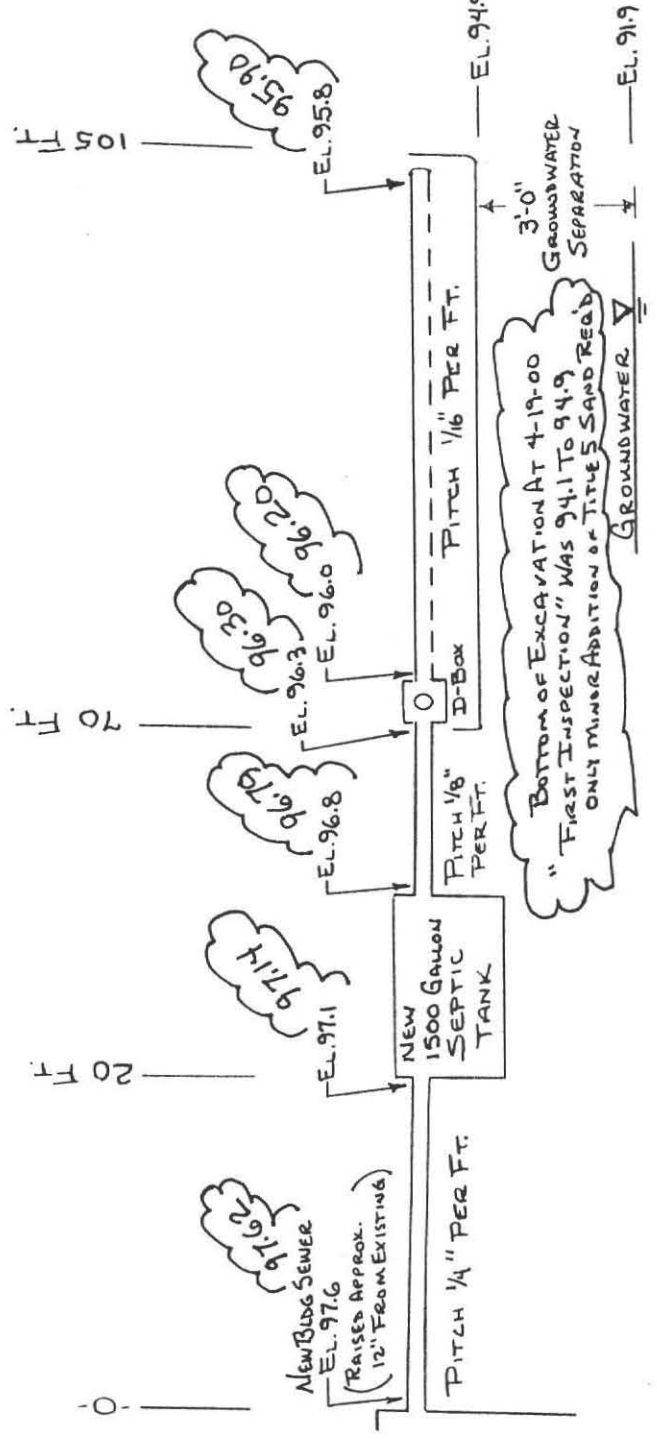 -0-
20 FT.
70 FT.
105 FT.
97.62
NEW BLDG SEWER
EL. 97.6
(RAISED APPROX.
12" FROM EXISTING)
97.14
EL. 97.1
96.79
EL. 96.8
96.30
EL. 96.3
96.20
EL. 96.0
95.90
EL. 95.8
PITCH 1/4" PER FT.
NEW
1500 GALLON
SEPTIC
TANK
PITCH 1/8"
PER FT.
D-BOX
PITCH 1/16" PER FT.
EL. 94.9
3'-0"
GROUNDWATER
SEPARATION
EL. 91.9
BOTTOM OF EXCAVATION AT 4-19-00
"FIRST INSPECTION" WAS 94.1 TO 94.9
ONLY MINOR ADDITION OF TITLE 5 SAND REQ'D
GROUNDWATER